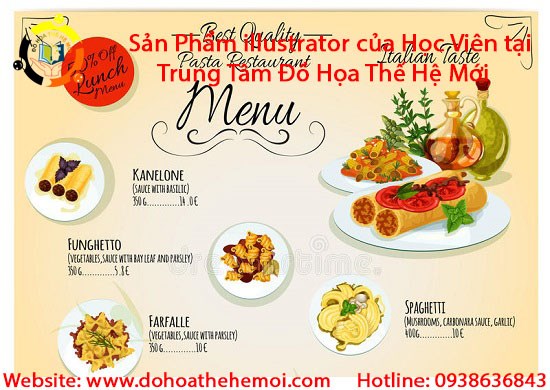 Sản Phẩm illustrator của Học Viên tại
Trung Tâm Đồ Họa Thế Hệ Mới
Best Quality
Pasta Restaurant
Italian Taste
% Off
Lunch
Menu
Menu
KANELONE
(SAUCE WITH BASILIC)
350 G............14 .0 €
FUNGHETTO
(VEGETABLES, SAUCE WITH BAY LEAF AND PARSLEY)
350 G............5.8 €
FARFALLE
(VEGETABLES, SAUCE WITH PARSLEY)
350 G............10 €
SPAGHETTI
(MUSHROOMS, CARBONARA SAUCE, GARLIC)
400G............10 €
dreamstime.
Website: www.dohoathehemoi.com Hotline: 0938636843